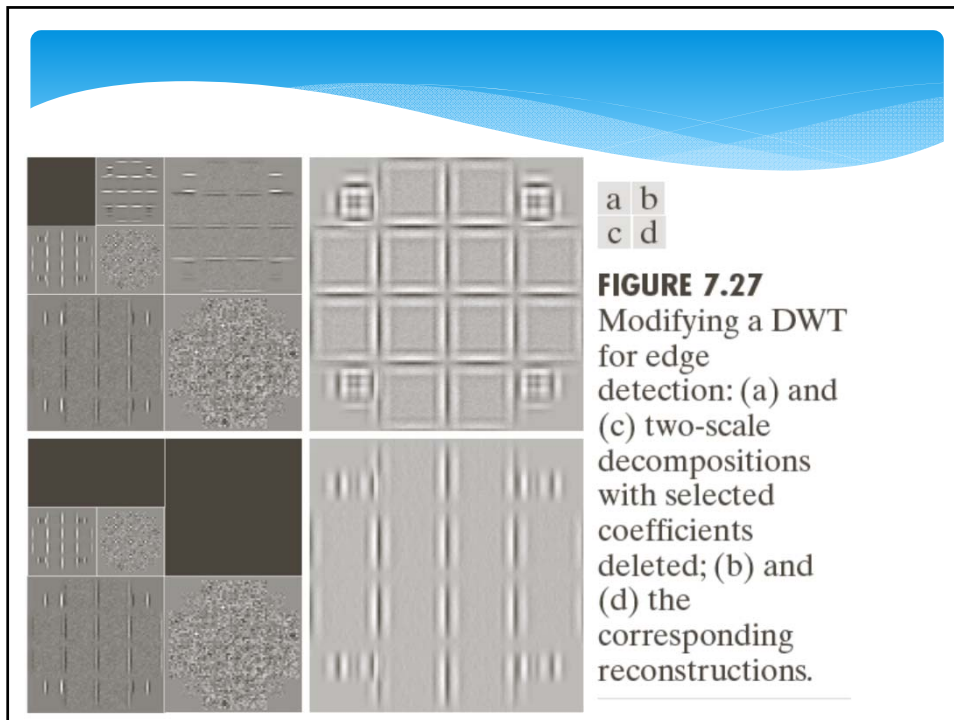 a b
c d
FIGURE 7.27
Modifying a DWT
for edge
detection: (a) and
(c) two-scale
decompositions
with selected
coefficients
deleted; (b) and
(d) the
corresponding
reconstructions.